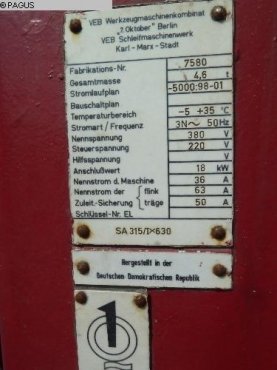 © PAGUS
VEB Werkzeugmaschinenkombinat
"7.Oktober" Berlin
VEB Schleifmaschinenwerk
Karl-Marx-Stadt
Fabrikations-Nr. 7580
Gesamtmasse 4,6 t
Stromlaufplan -5000:98-01
Bauschaltplan
Temperaturbereich -5 +35 °C
Stromart / Frequenz 3N~ 50Hz
Nennspannung 380 V
Steuerspannung 220 V
Hilfsspannung V
Anschlußwert 18 kW
Nennstrom d. Maschine 36 A
Nennstrom der flink 63 A
Zuleit-Sicherung träge 50 A
Schlüssel-Nr. EL
SA 315/1×630
Hergestellt in der
Deutschen Demokratischen Republik
1